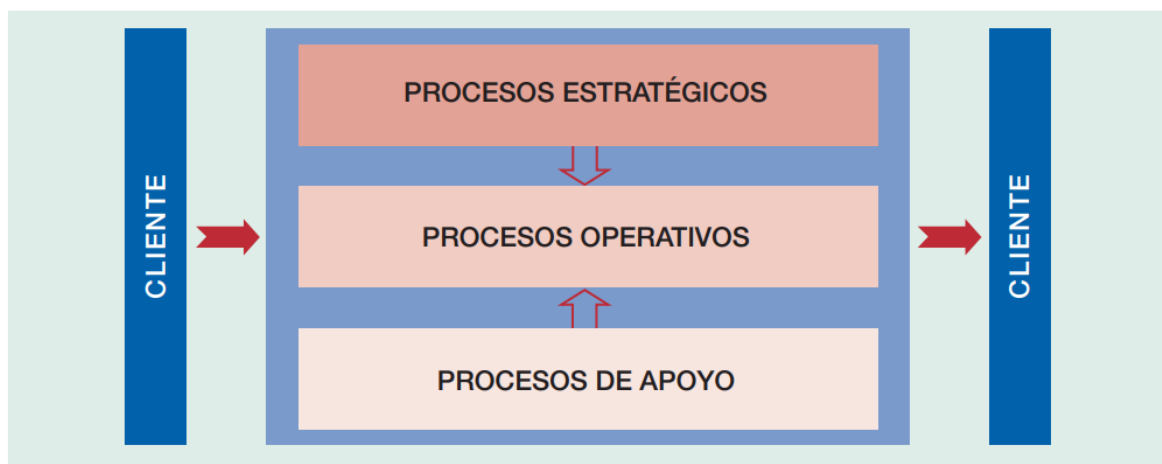 CLIENTE
PROCESOS ESTRATÉGICOS
PROCESOS OPERATIVOS
PROCESOS DE APOYO
CLIENTE